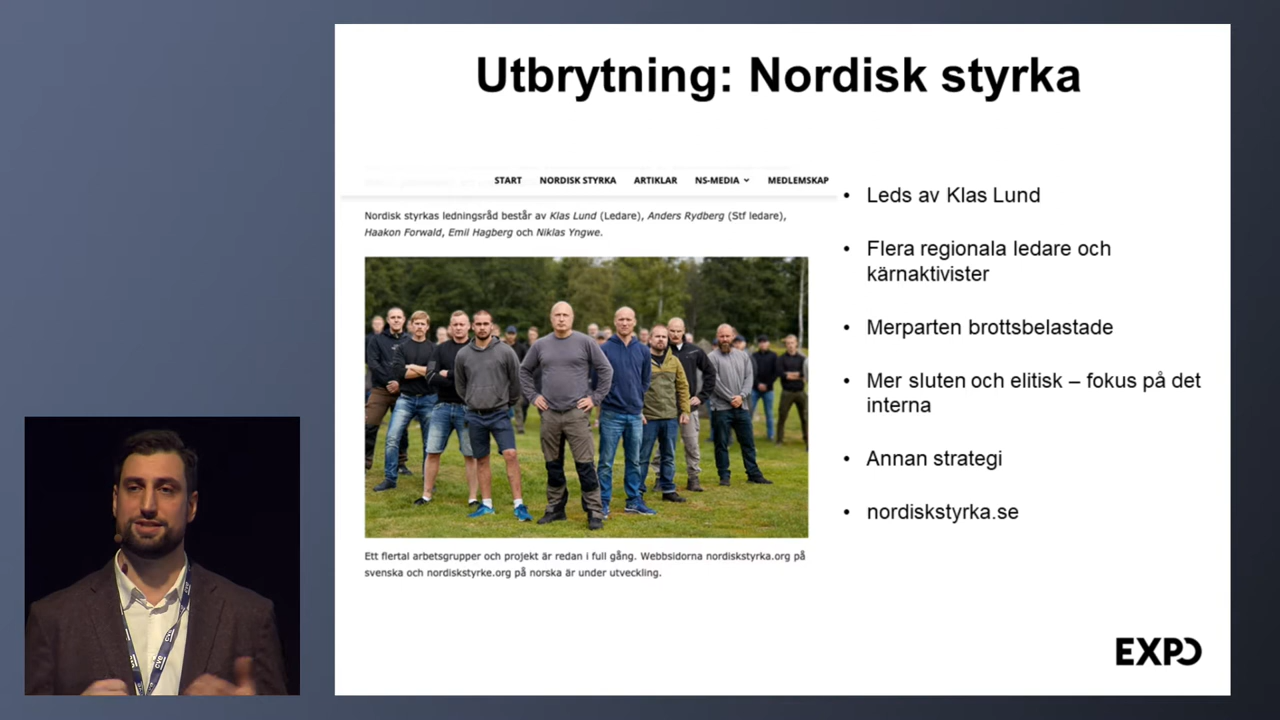 Utbrytning: Nordisk styrka
START NORDISK STYRKA ARTIKLAR NS-MEDIA MEDLEMSKAP
Nordisk styrkas ledningsråd består av Klas Lund (Ledare), Anders Rydberg (Stf ledare),
Haakon Forwald, Emil Hagberg och Niklas Yngwe.
Ett flertal arbetsgrupper och projekt är redan i full gång. Webbsidorna nordiskstyrka.org på
svenska och nordiskstyrke.org på norska är under utveckling.
• Leds av Klas Lund
• Flera regionala ledare och
kärnaktivister
• Merparten brottsbelastade
• Mer sluten och elitisk – fokus på det
interna
• Annan strategi
• nordiskstyrka.se
EXPO
cve